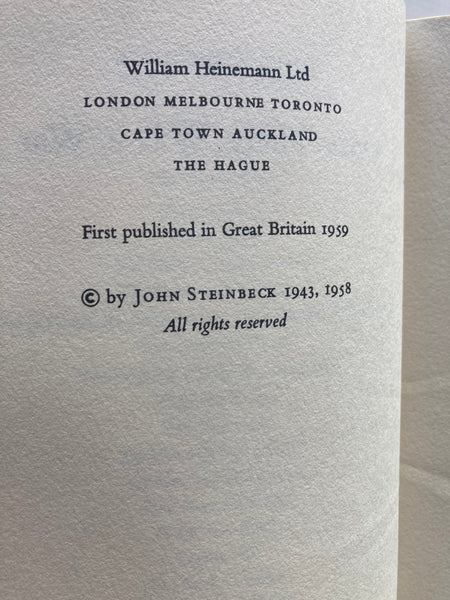 William Heinemann Ltd
LONDON MELBOURNE TORONTO
CAPE TOWN AUCKLAND
THE HAGUE
First published in Great Britain 1959
© by JOHN STEINBECK 1943, 1958
All rights reserved